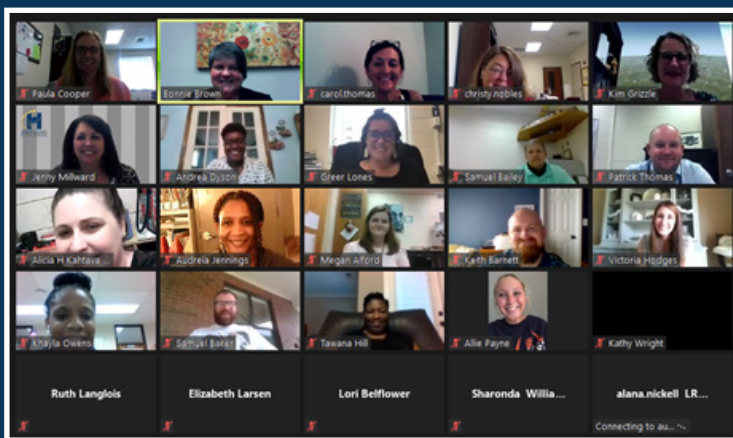 Paula Cooper
Bonnie Brown
carol.thomas
christy.nobles
Kim Grizzle
Jenny Millward
Andrea Dyson
Greer Lones
Samuel Bailey
Patrick Thomas
Alicia H Kahtava
Audreia Jennings
Megan Alford
Keith Barnett
Victoria Hodges
Khayla Owens
Samuel Baker
Tawana Hill
Allie Payne
Kathy Wright
Ruth Langlois
Elizabeth Larsen
Lori Belflower
Sharonda Willia...
alana.nickell LR...
Connecting to au...